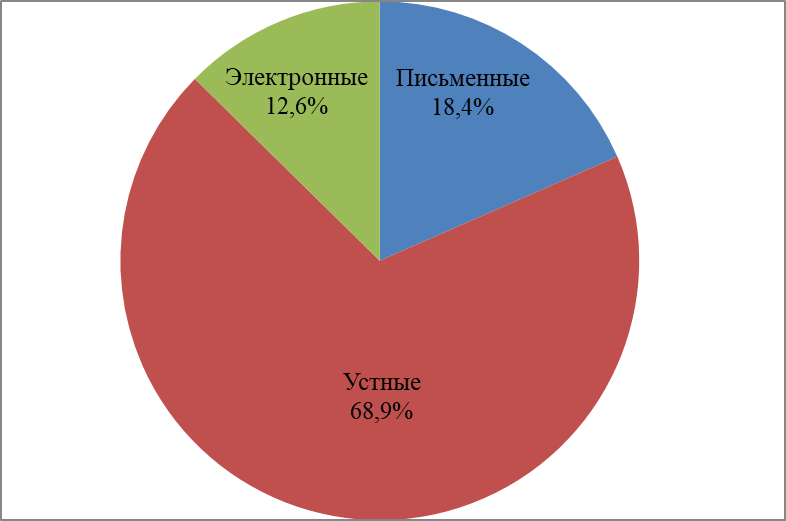 Электронные
12,6%
Письменные
18,4%
Устные
68,9%